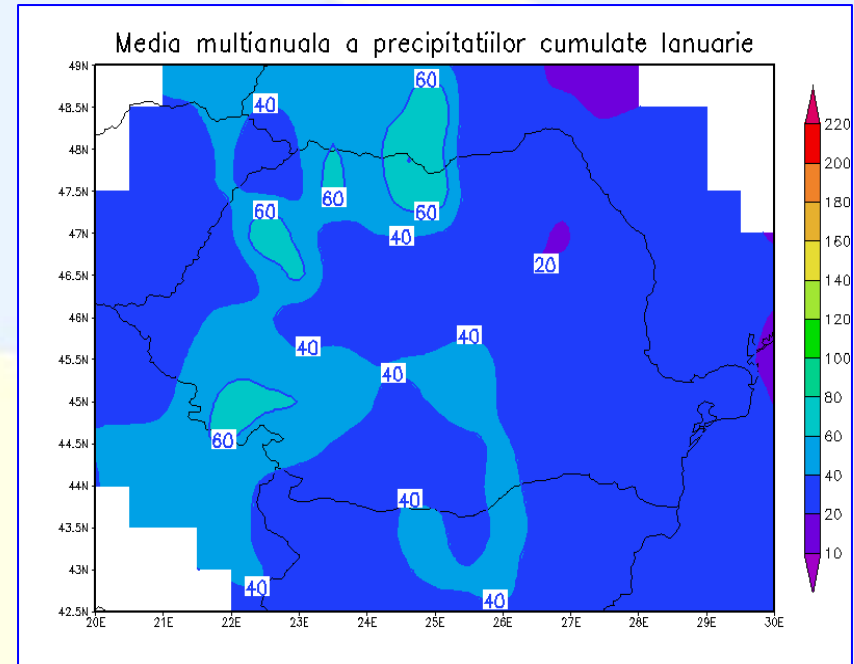 Media multianuala a precipitatiilor cumulate Ianuarie
49N
48.5N
48N
47.5N
47N
46.5N
46N
45.5N
45N
44.5N
44N
43.5N
43N
42.5N
20E 21E 22E 23E 24E 25E 26E 27E 28E 29E 30E
60
40
60
60
60
40
20
40
40
40
60
40
40
40
220
200
180
160
140
120
100
80
60
40
20
10